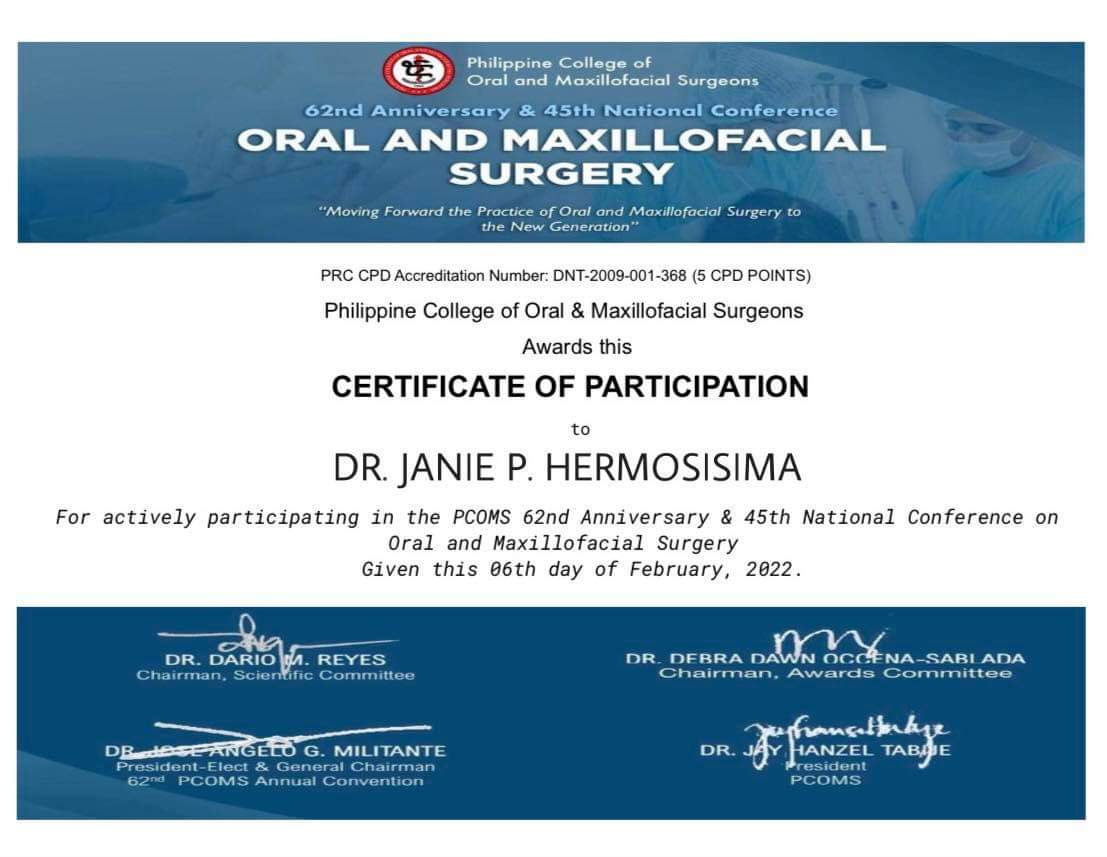 Philippine College of
Oral and Maxillofacial Surgeons
62nd Anniversary & 45th National Conference
ORAL AND MAXILLOFACIAL
SURGERY
“Moving Forward the Practice of Oral and Maxillofacial Surgery to
the New Generation”
PRC CPD Accreditation Number: DNT-2009-001-368 (5 CPD POINTS)
Philippine College of Oral & Maxillofacial Surgeons
Awards this
CERTIFICATE OF PARTICIPATION
to
DR. JANIE P. HERMOSISIMA
For actively participating in the PCOMS 62nd Anniversary & 45th National Conference on
Oral and Maxillofacial Surgery
Given this 06th day of February, 2022.
DR. DARIO M. REYES
Chairman, Scientific Committee
DR. DEBRA DAWN OCCENA-SABLADA
Chairman, Awards Committee
DR. JOSE ANGELO G. MILITANTE
President-Elect & General Chairman
62nd PCOMS Annual Convention
DR. JAY HANZEL
President
PCOMS